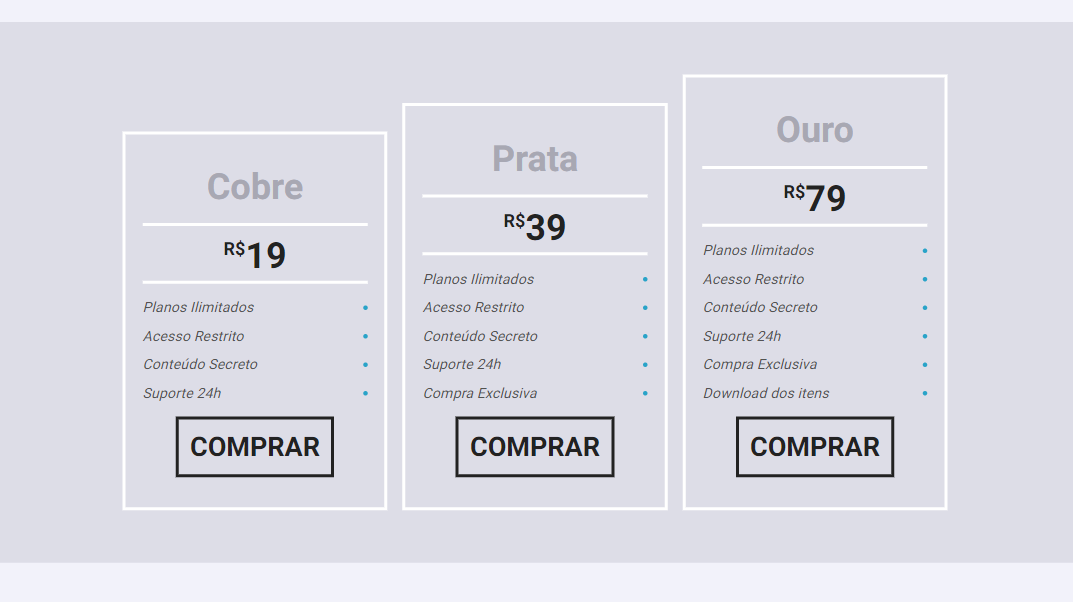 Cobre
R$19
Planos Ilimitados
Acesso Restrito
Conteúdo Secreto
Suporte 24h
COMPRAR
Prata
R$39
Planos Ilimitados
Acesso Restrito
Conteúdo Secreto
Suporte 24h
Compra Exclusiva
COMPRAR
Ouro
R$79
Planos Ilimitados
Acesso Restrito
Conteúdo Secreto
Suporte 24h
Compra Exclusiva
Download dos itens
COMPRAR